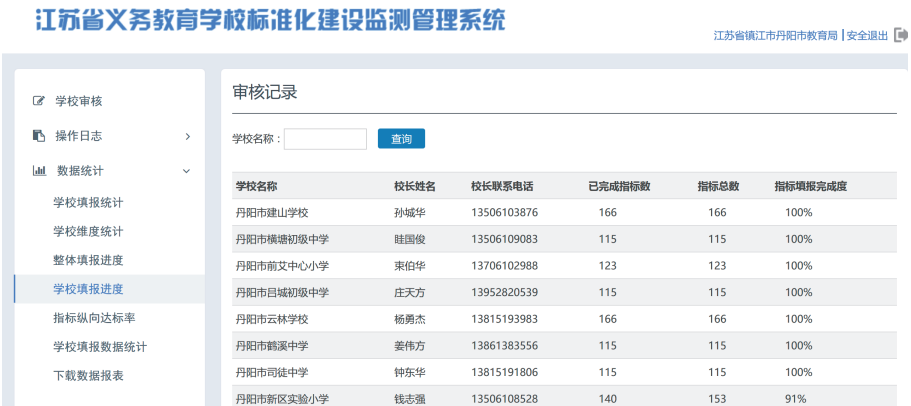 江苏省义务教育学校标准化建设监测管理系统
江苏省镇江市丹阳市教育局 | 安全退出
学校审核
操作日志
数据统计
学校填报统计
学校维度统计
整体填报进度
学校填报进度
指标纵向达标率
学校填报数据统计
下载数据报表
审核记录
学校名称： 查询
学校名称 校长姓名 校长联系电话 已完成指标数 指标总数 指标填报完成度
丹阳市建山学校 孙城华 13506103876 166 166 100%
丹阳市横塘初级中学 眭国俊 13506109083 115 115 100%
丹阳市前艾中心小学 束伯华 13706102988 123 123 100%
丹阳市吕城初级中学 庄天方 13952820539 115 115 100%
丹阳市云林学校 杨勇杰 13815193983 166 166 100%
丹阳市鹤溪中学 姜伟方 13861383556 115 115 100%
丹阳市司徒中学 钟东华 13815191806 115 115 100%
丹阳市新区实验小学 钱志强 13506108528 140 153 91%